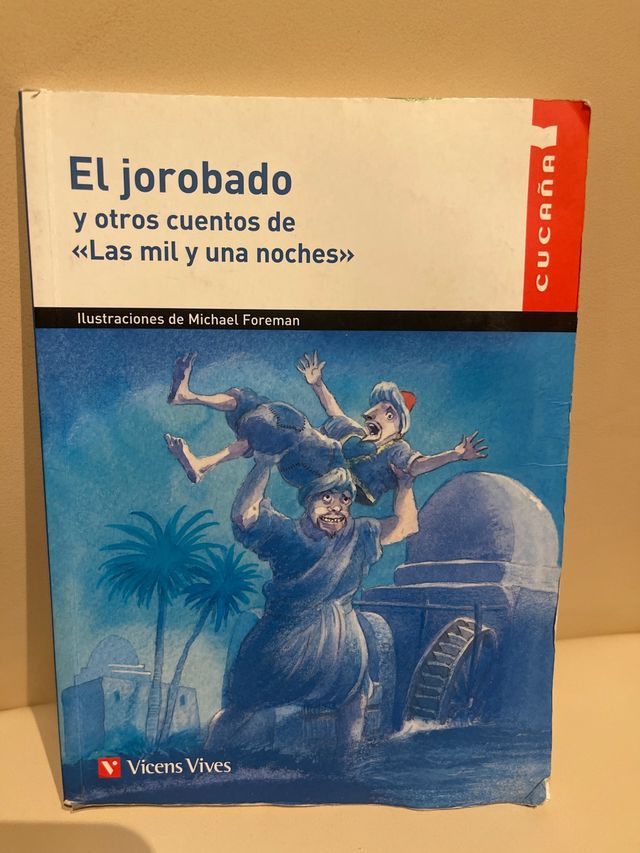 El jorobado
y otros cuentos de
«Las mil y una noches»
CUCAÑA
Ilustraciones de Michael Foreman
V Vicens Vives